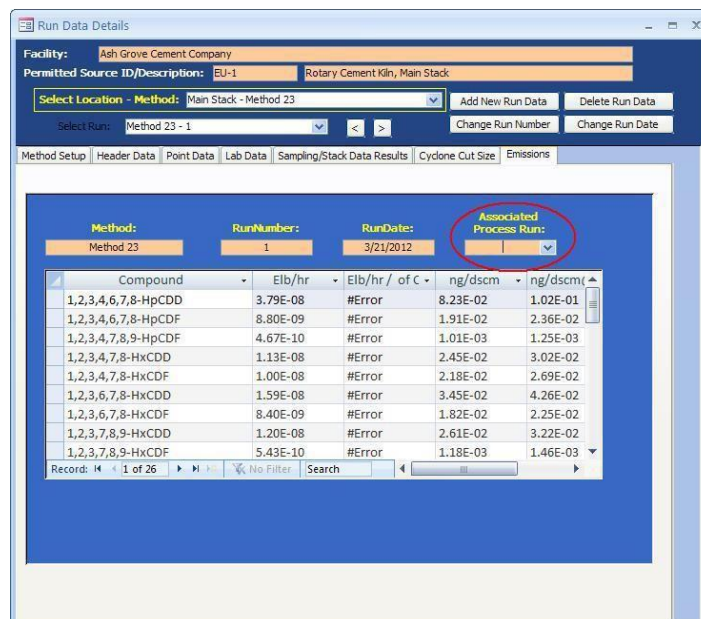 Run Data Details
Facility: Ash Grove Cement Company
Permitted Source ID/Description: EU-1 Rotary Cement Kiln, Main Stack
Select Location - Method: Main Stack - Method 23 Add New Run Data Delete Run Data
Select Run: Method 23 - 1 < > Change Run Number Change Run Date
Method Setup Header Data Point Data Lab Data Sampling/Stack Data Results Cyclone Cut Size Emissions
Method: RunNumber: RunDate: Associated Process Run:
Method 23 1 3/21/2012
Compound Elb/hr Elb/hr / of C ng/dscm ng/dscm(
1,2,3,4,6,7,8-HpCDD 3.79E-08 #Error 8.23E-02 1.02E-01
1,2,3,4,6,7,8-HpCDF 8.80E-09 #Error 1.91E-02 2.36E-02
1,2,3,4,7,8,9-HpCDF 4.67E-10 #Error 1.01E-03 1.25E-03
1,2,3,4,7,8-HxCDD 1.13E-08 #Error 2.45E-02 3.02E-02
1,2,3,4,7,8-HxCDF 1.00E-08 #Error 2.18E-02 2.69E-02
1,2,3,6,7,8-HxCDD 1.59E-08 #Error 3.45E-02 4.26E-02
1,2,3,6,7,8-HxCDF 8.40E-09 #Error 1.82E-02 2.25E-02
1,2,3,7,8,9-HxCDD 1.20E-08 #Error 2.61E-02 3.22E-02
1,2,3,7,8,9-HxCDF 5.43E-10 #Error 1.18E-03 1.46E-03
Record: 1 of 26 No Filter Search